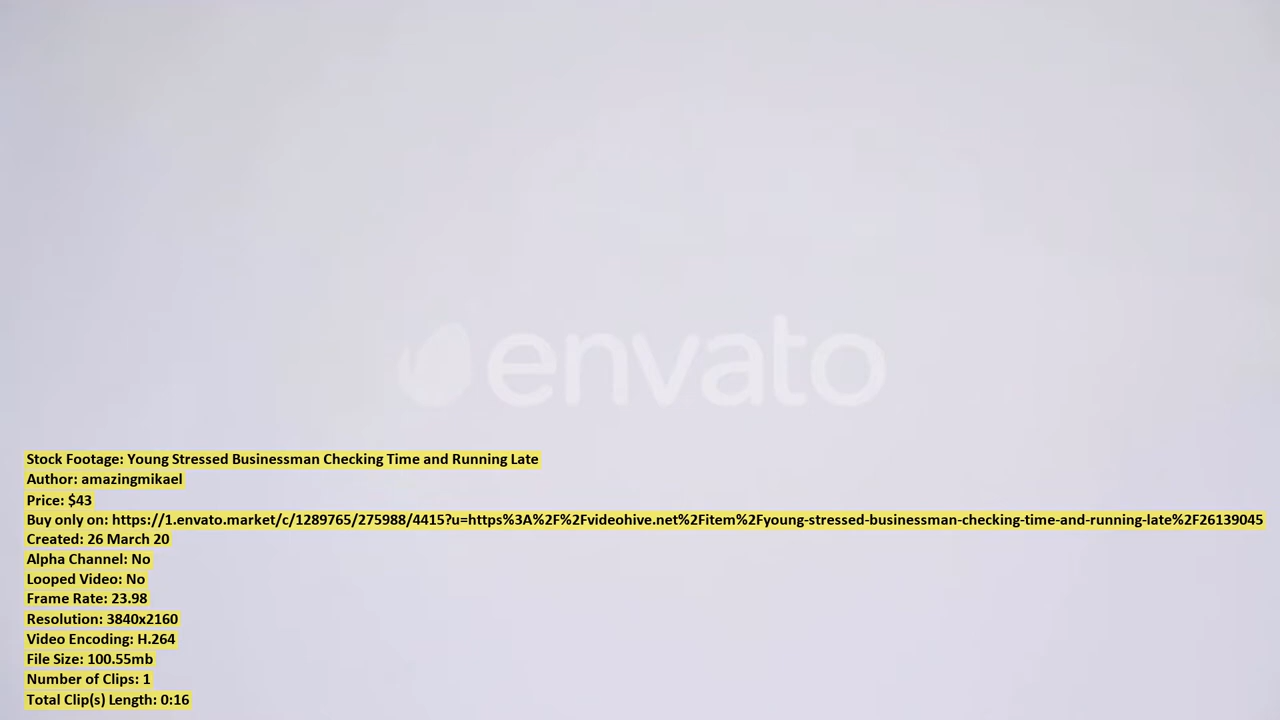 envato
Stock Footage: Young Stressed Businessman Checking Time and Running Late
Author: amazingmikael
Price: $43
Buy only on: https://1.envato.market/c/1289765/275988/4415?u=https%3A%2F%2Fvideohive.net%2Fitem%2Fyoung-stressed-businessman-checking-time-and-running-late%2F26139045
Created: 26 March 20
Alpha Channel: No
Looped Video: No
Frame Rate: 23.98
Resolution: 3840x2160
Video Encoding: H.264
File Size: 100.55mb
Number of Clips: 1
Total Clip(s) Length: 0:16